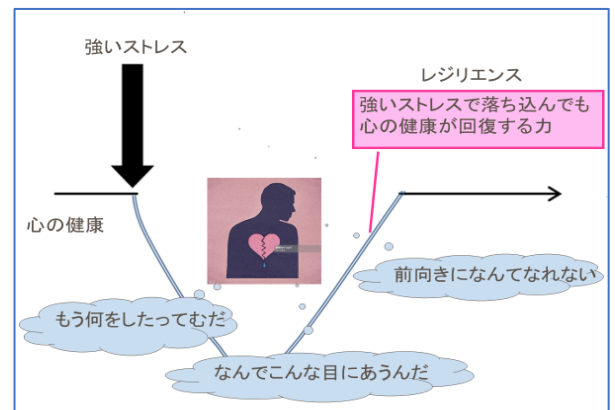 強いストレス
レジリエンス
強いストレスで落ち込んでも
心の健康が回復する力
心の健康
前向きになんてなれない
もう何をしたってむだ
なんでこんな目にあうんだ